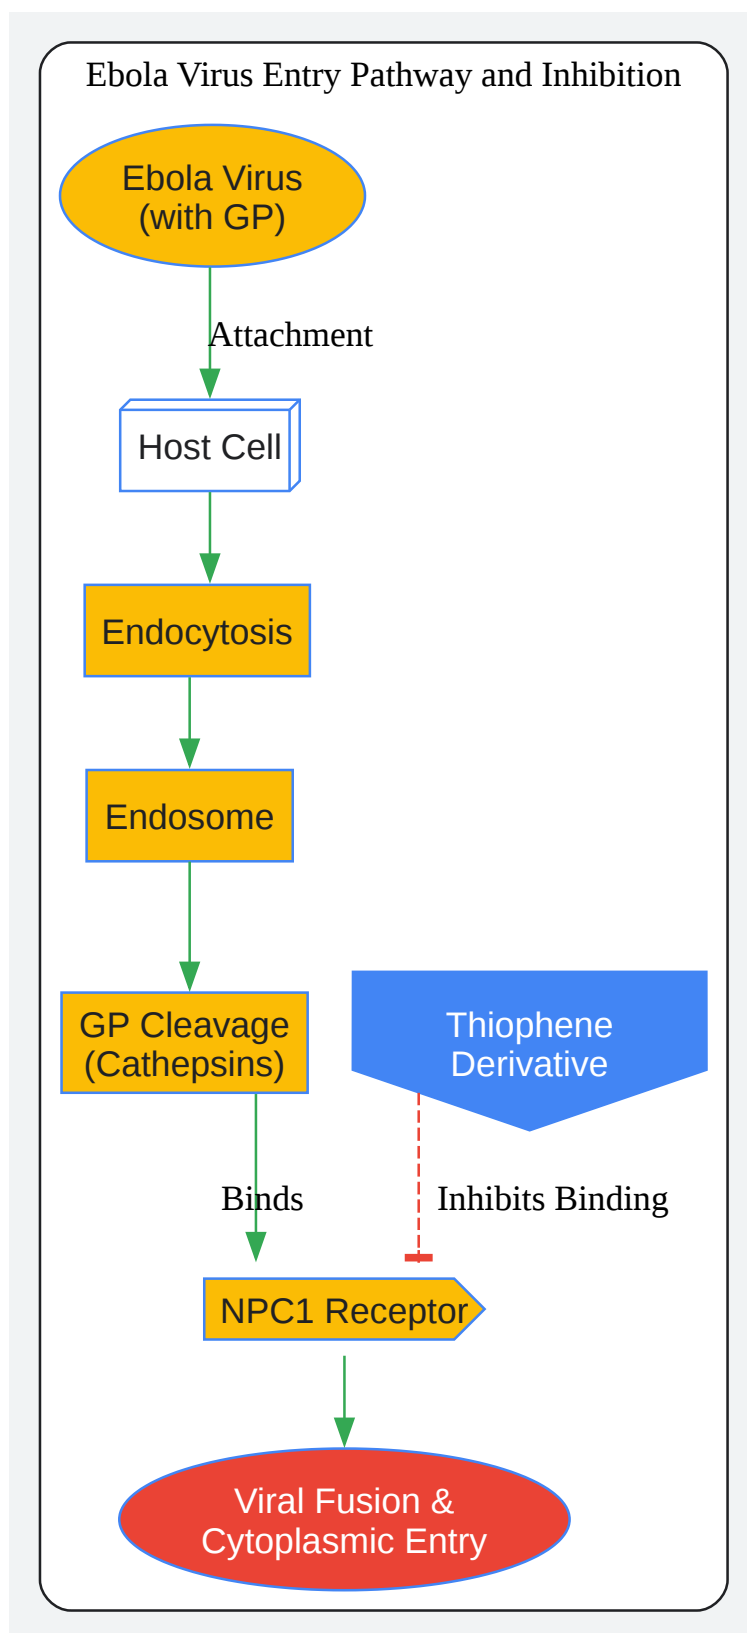 Ebola Virus Entry Pathway and Inhibition
Ebola Virus
(with GP)
Attachment
Host Cell
Endocytosis
Endosome
GP Cleavage
(Cathepsins)
Thiophene
Derivative
Binds
Inhibits Binding
NPC1 Receptor
Viral Fusion &
Cytoplasmic Entry